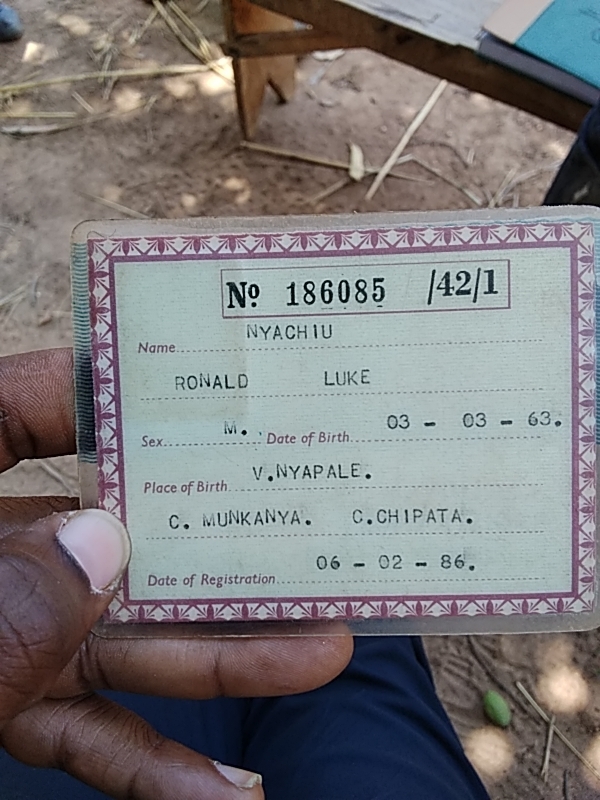 Nº 186085 /42/1
Name NYACHIU
RONALD LUKE
Sex M. Date of Birth 03 - 03 - 63.
Place of Birth V.NYAPALE.
C. MUNKANYA. C.CHIPATA.
Date of Registration 06 - 02 - 86.